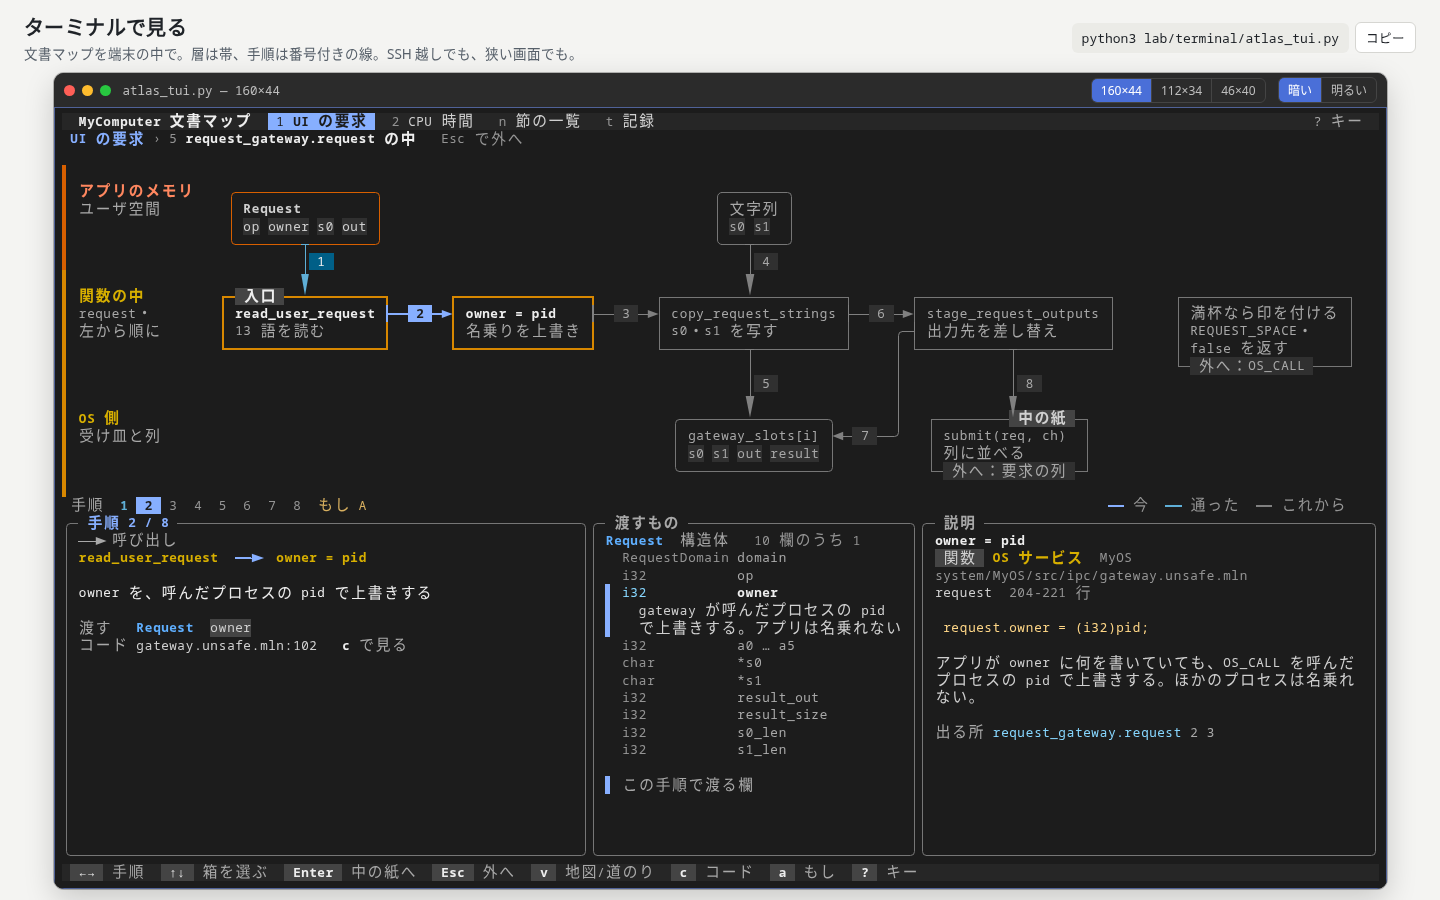 ターミナルで見る
文書マップを端末の中で。層は帯、手順は番号付きの線。SSH 越しでも、狭い画面でも。
python3 lab/terminal/atlas_tui.py コピー
atlas_tui.py — 160×44 160×44 112×34 46×40 暗い 明るい
MyComputer 文書マップ 1 UI の要求 2 CPU 時間 n 節の一覧 t 記録 ? キー
UI の要求 › 5 request_gateway.request の中 Esc で外へ
アプリのメモリ
ユーザ空間
Request
op owner s0 out
文字列
s0 s1
1
4
関数の中
request・
左から順に
入口
read_user_request
13 語を読む
2
owner = pid
名乗りを上書き
3
copy_request_strings
s0・s1 を写す
6
stage_request_outputs
出力先を差し替え
満杯なら印を付ける
REQUEST_SPACE・
false を返す
外へ：OS_CALL
5
8
OS 側
受け皿と列
gateway_slots[i]
s0 s1 out result
7
中の紙
submit(req, ch)
列に並べる
外へ：要求の列
手順 1 2 3 4 5 6 7 8 もし A
今 通った これから
手順 2 / 8
呼び出し
read_user_request owner = pid
owner を、呼んだプロセスの pid で上書きする
渡す Request owner
コード gateway.unsafe.mln:102 c で見る
渡すもの
Request 構造体 10 欄のうち 1
RequestDomain domain
i32 op
i32 owner
gateway が呼んだプロセスの pid
で上書きする。アプリは名乗れない
i32 a0 … a5
char *s0
char *s1
i32 result_out
i32 result_size
i32 s0_len
i32 s1_len
この手順で渡る欄
説明
owner = pid
関数 OS サービス MyOS
system/MyOS/src/ipc/gateway.unsafe.mln
request 204-221 行
request.owner = (i32)pid;
アプリが owner に何を書いていても、OS_CALL を呼んだ
プロセスの pid で上書きする。ほかのプロセスは名乗れ
ない。
出る所 request_gateway.request 2 3
←→ 手順 ↑↓ 箱を選ぶ Enter 中の紙へ Esc 外へ v 地図/道のり c コード a もし ? キー